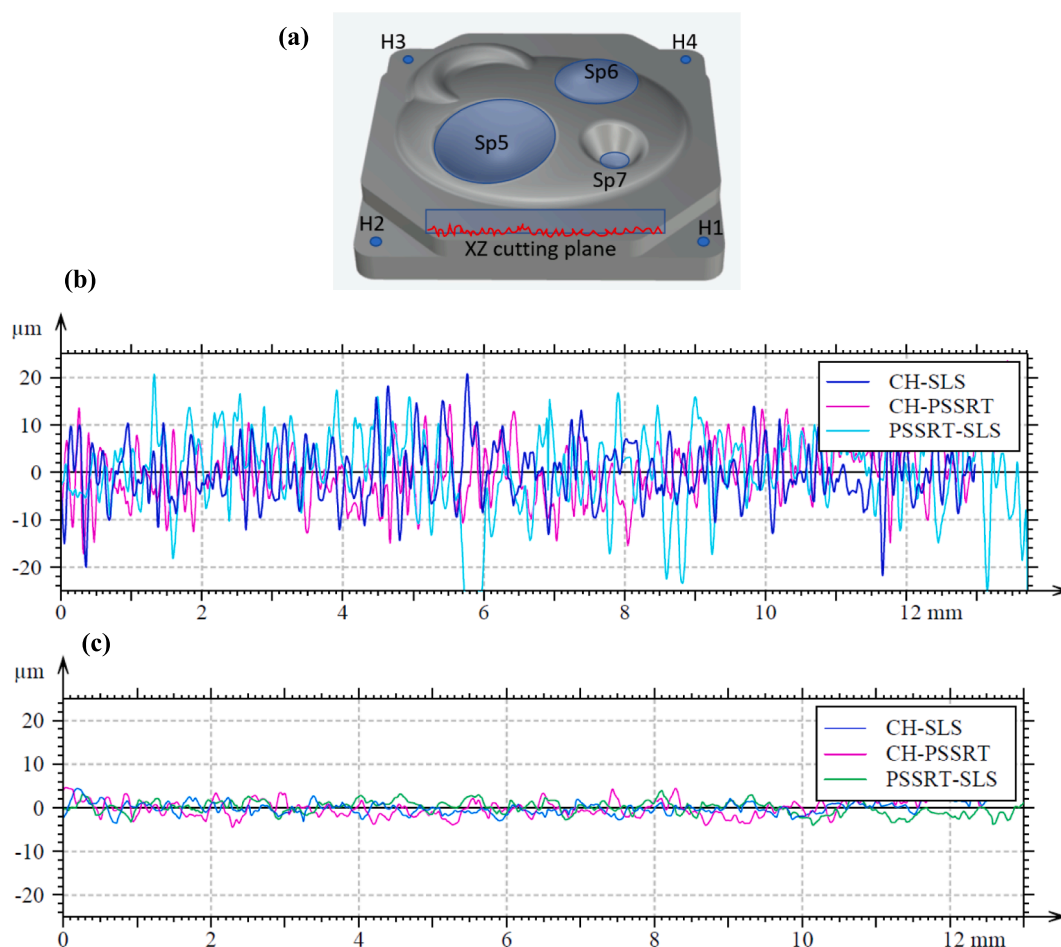 (a)
H3
H4
Sp6
Sp5
Sp7
H2
H1
XZ cutting plane
(b)
µm
20
10
0
-10
-20
CH-SLS
CH-PSSRT
PSSRT-SLS
0 2 4 6 8 10 12 mm
(c)
µm
20
10
0
-10
-20
CH-SLS
CH-PSSRT
PSSRT-SLS
0 2 4 6 8 10 12 mm